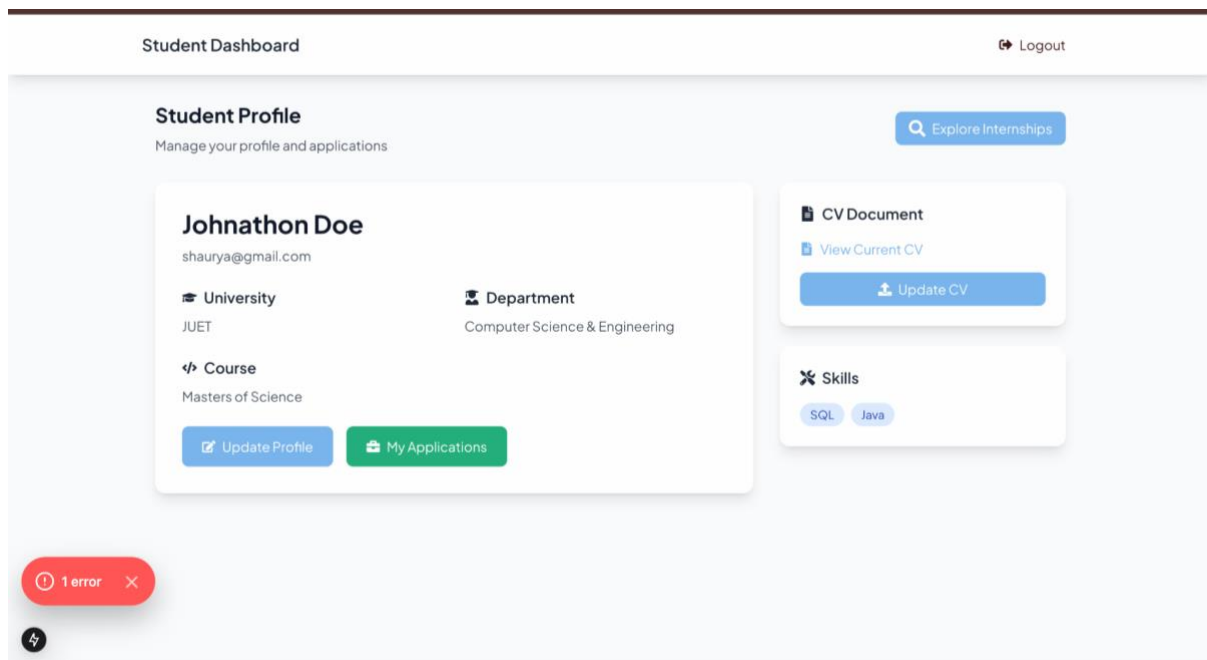 Student Dashboard
Logout
Student Profile
Manage your profile and applications
Explore Internships
Johnathon Doe
shaurya@gmail.com
University
JUET
Department
Computer Science & Engineering
Course
Masters of Science
Update Profile
My Applications
CV Document
View Current CV
Update CV
Skills
SQL
Java
1 error